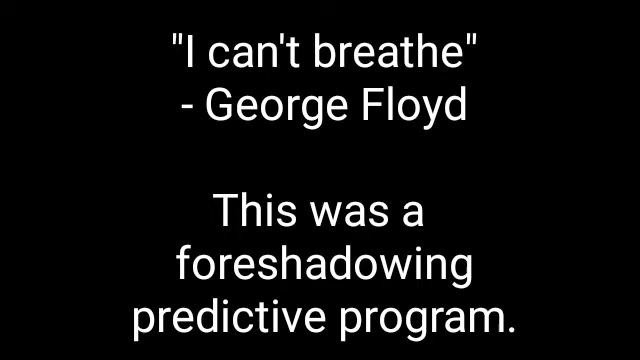 "I can't breathe"
- George Floyd
This was a
foreshadowing
predictive program.